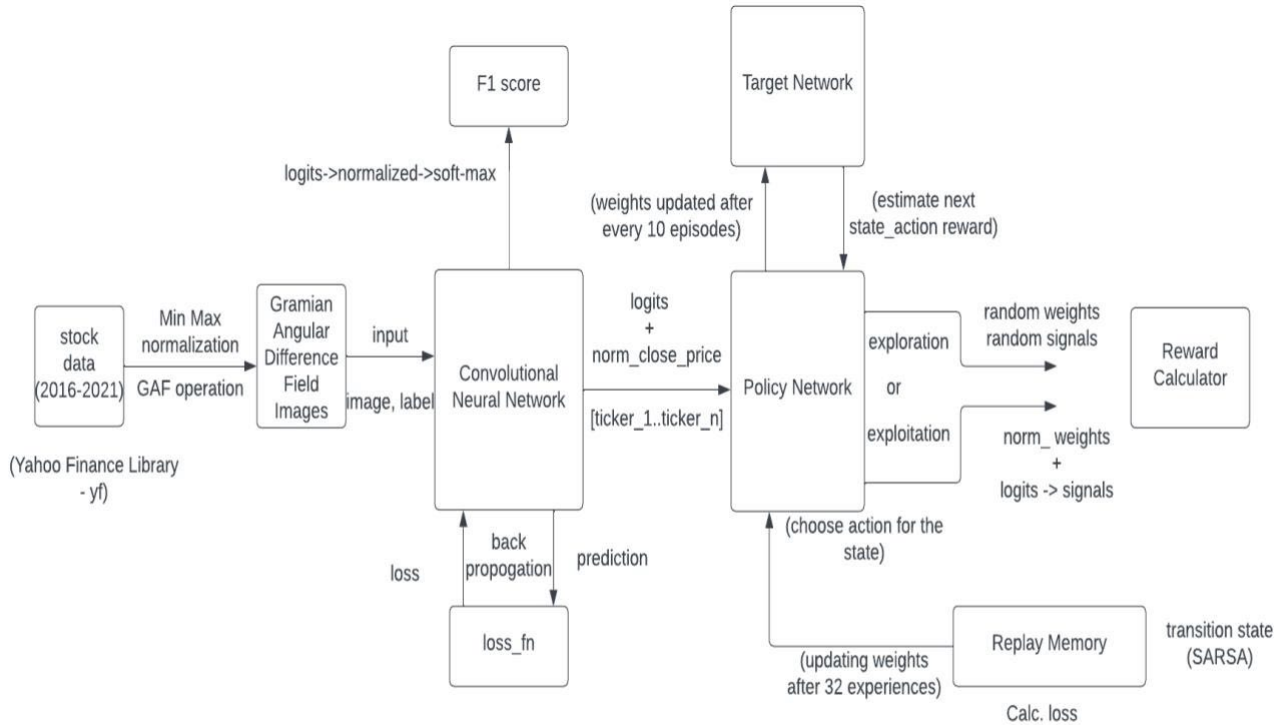 stock
data
(2016-2021)
(Yahoo Finance Library
- yf)
Min Max
normalization
GAF operation
Gramian
Angular
Difference
Field
Images
input
image, label
F1 score
logits->normalized->soft-max
Convolutional
Neural Network
loss
back
propogation
prediction
loss_fn
logits
+
norm_close_price
[ticker_1..ticker_n]
Target Network
(weights updated after
every 10 episodes)
(estimate next
state_action reward)
Policy Network
exploration
or
exploitation
(choose action for the
state)
random weights
random signals
norm_ weights
+
logits -> signals
Reward
Calculator
Replay Memory
(updating weights
after 32 experiences)
transition state
(SARSA)
Calc. loss